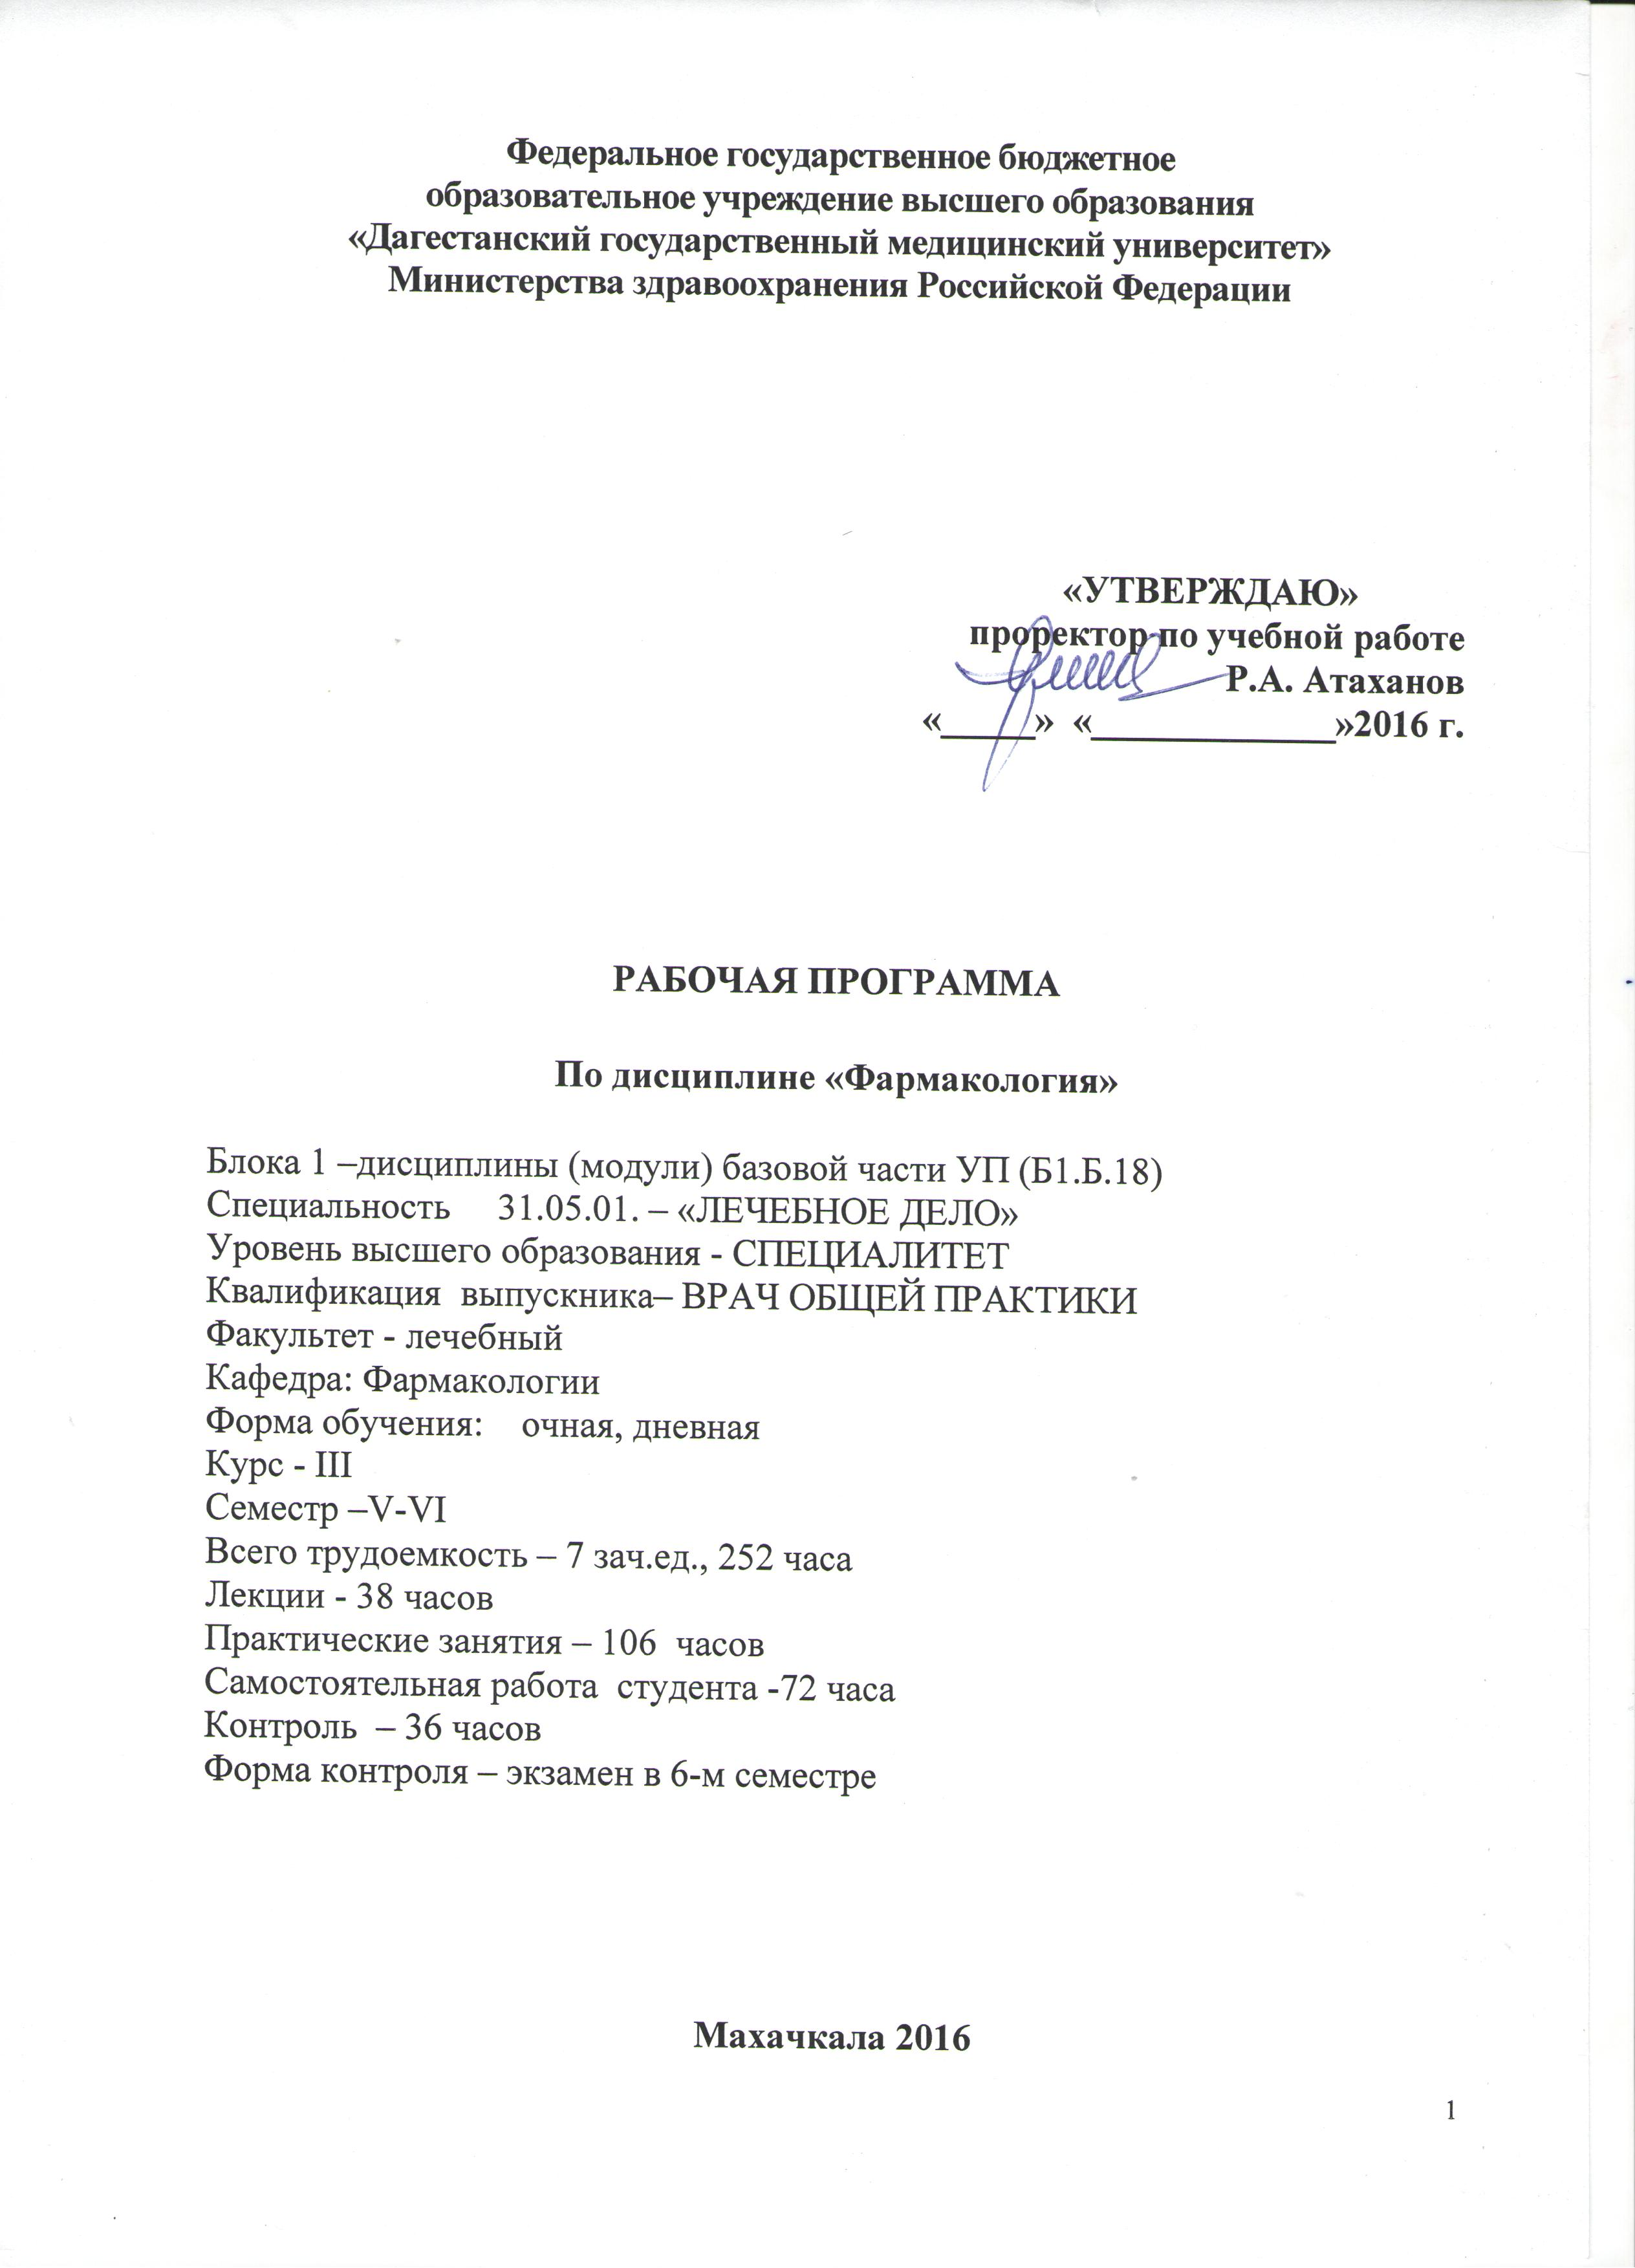 Федеральное государственное бюджетное
образовательное учреждение высшего образования
«Дагестанский государственный медицинский университет»
Министерства здравоохранения Российской Федерации
«УТВЕРЖДАЮ»
проректор по учебной работе
Р.А. Атаханов
«_____» «_____________»2016 г.
РАБОЧАЯ ПРОГРАММА
По дисциплине «Фармакология»
Блока 1 –дисциплины (модули) базовой части УП (Б1.Б.18)
Специальность 31.05.01. – «ЛЕЧЕБНОЕ ДЕЛО»
Уровень высшего образования - СПЕЦИАЛИТЕТ
Квалификация выпускника– ВРАЧ ОБЩЕЙ ПРАКТИКИ
Факультет - лечебный
Кафедра: Фармакологии
Форма обучения: очная, дневная
Курс - III
Семестр –V-VI
Всего трудоемкость – 7 зач.ед., 252 часа
Лекции - 38 часов
Практические занятия – 106 часов
Самостоятельная работа студента -72 часа
Контроль – 36 часов
Форма контроля – экзамен в 6-м семестре
Махачкала 2016
1